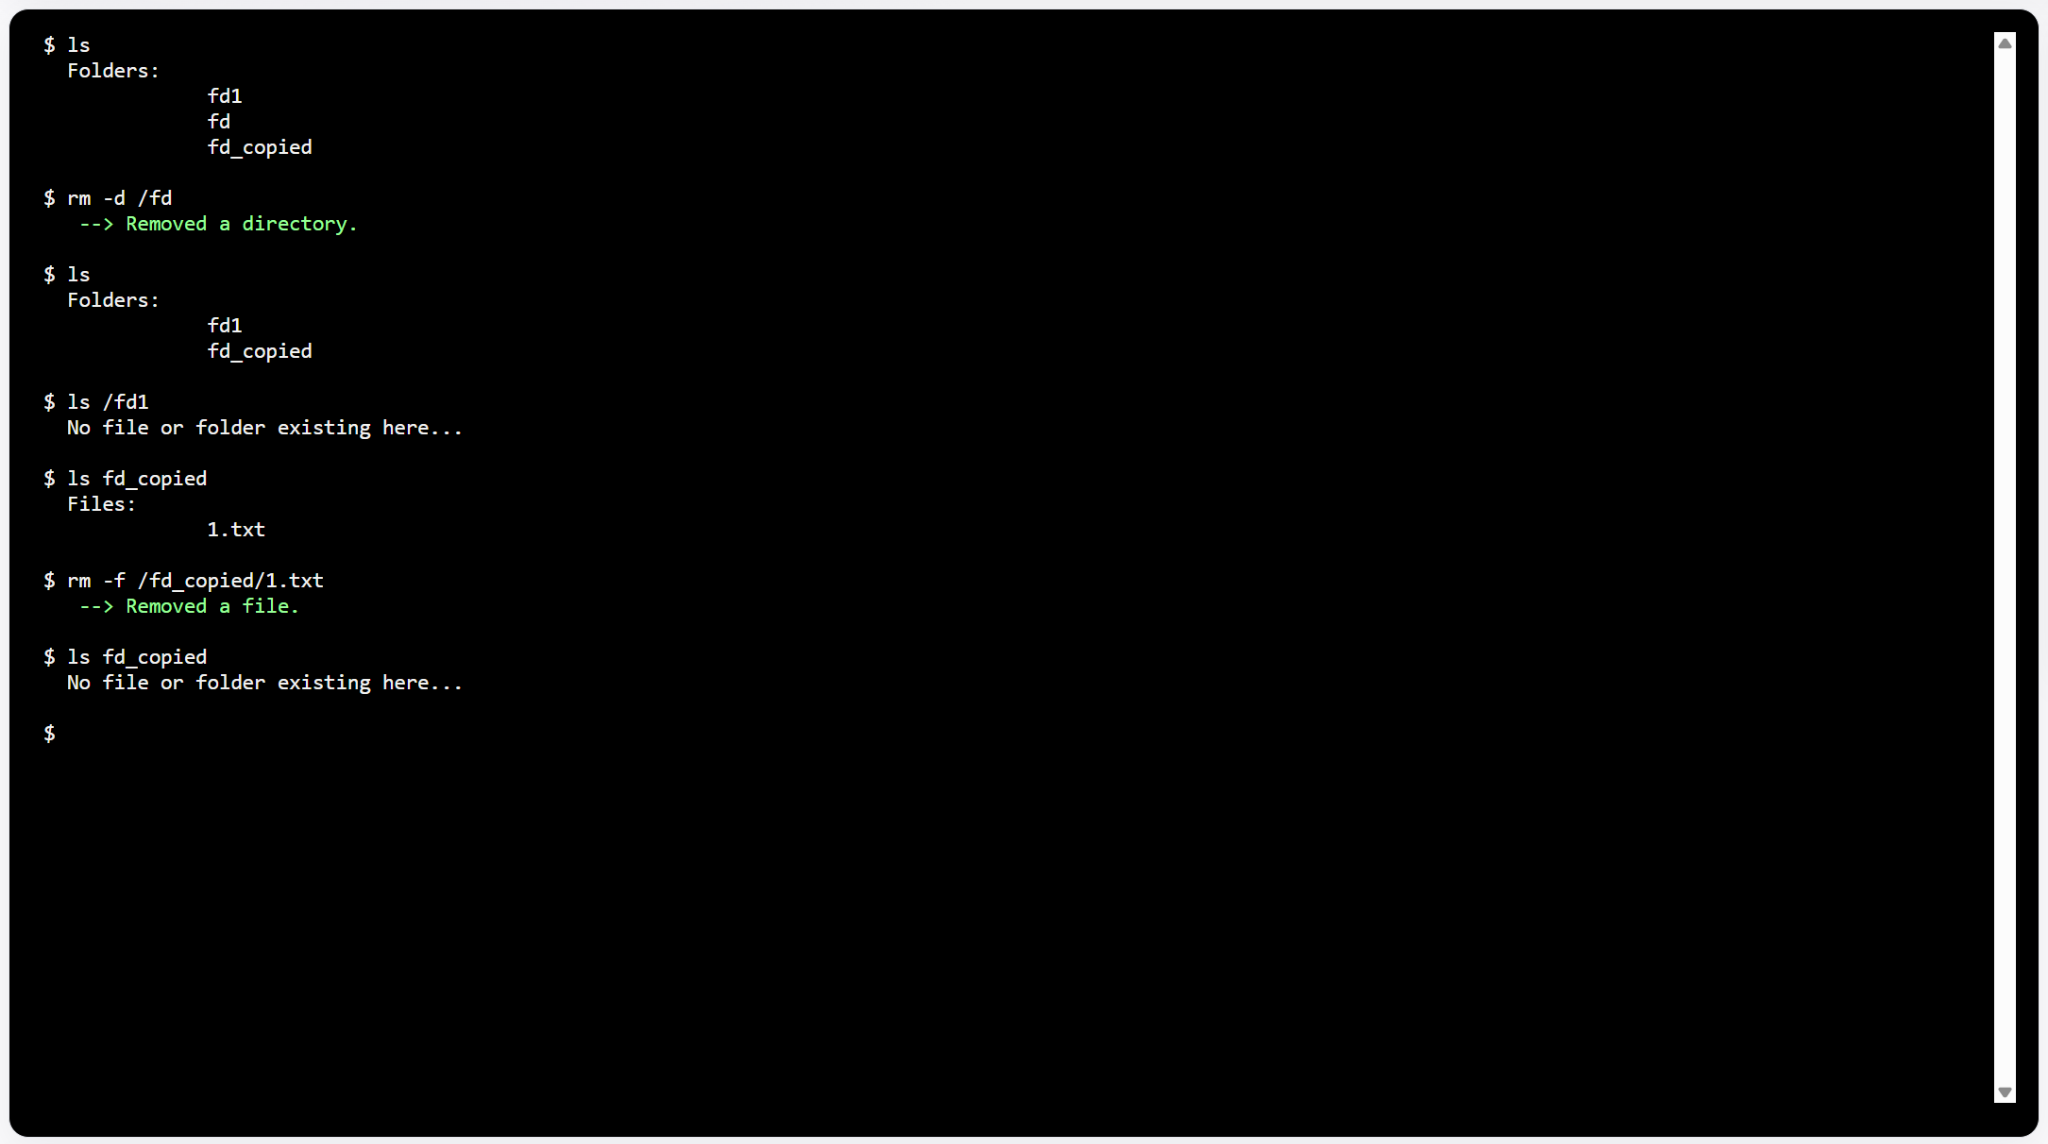 $ ls
Folders:
fd1
fd
fd_copied
$ rm -d /fd
--> Removed a directory.
$ ls
Folders:
fd1
fd_copied
$ ls /fd1
No file or folder existing here...
$ ls fd_copied
Files:
1.txt
$ rm -f /fd_copied/1.txt
--> Removed a file.
$ ls fd_copied
No file or folder existing here...
$